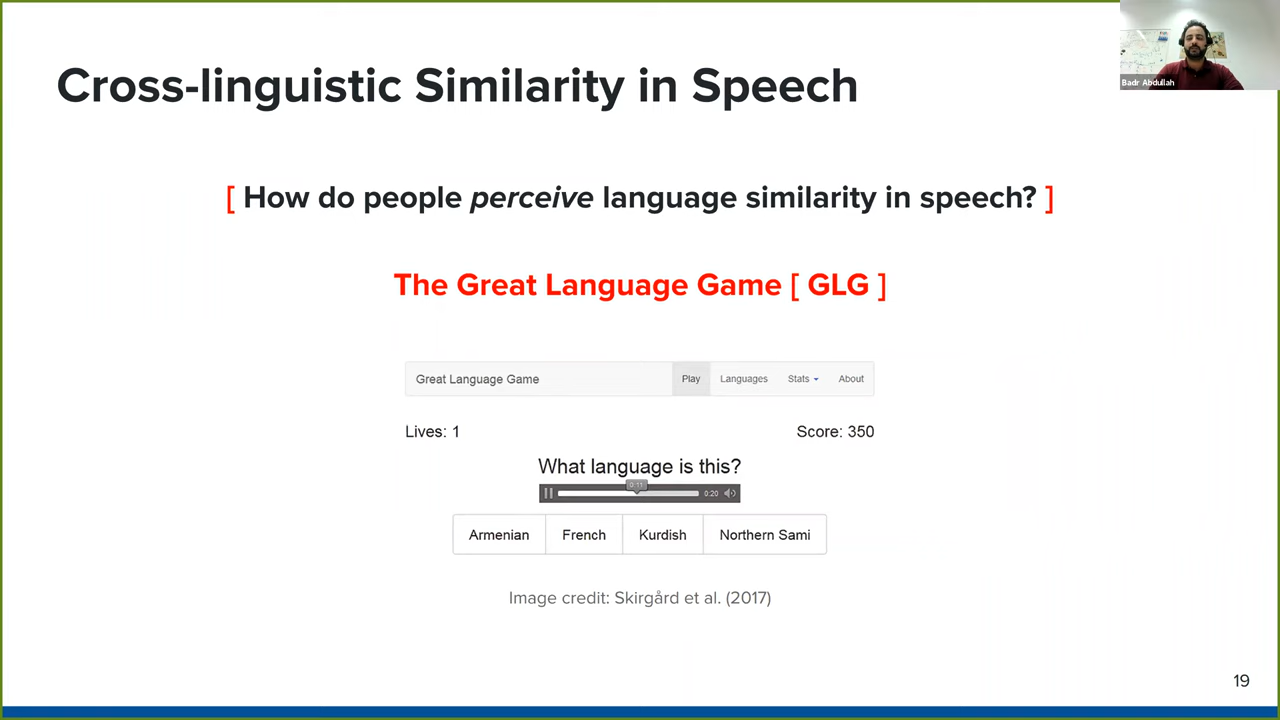 Cross-linguistic Similarity in Speech
Badr Abdullah
[ How do people perceive language similarity in speech? ]
The Great Language Game [ GLG ]
Great Language Game Play Languages Stats About
Lives: 1 Score: 350
What language is this?
0:11
0:20
Armenian French Kurdish Northern Sami
Image credit: Skirgård et al. (2017)
19